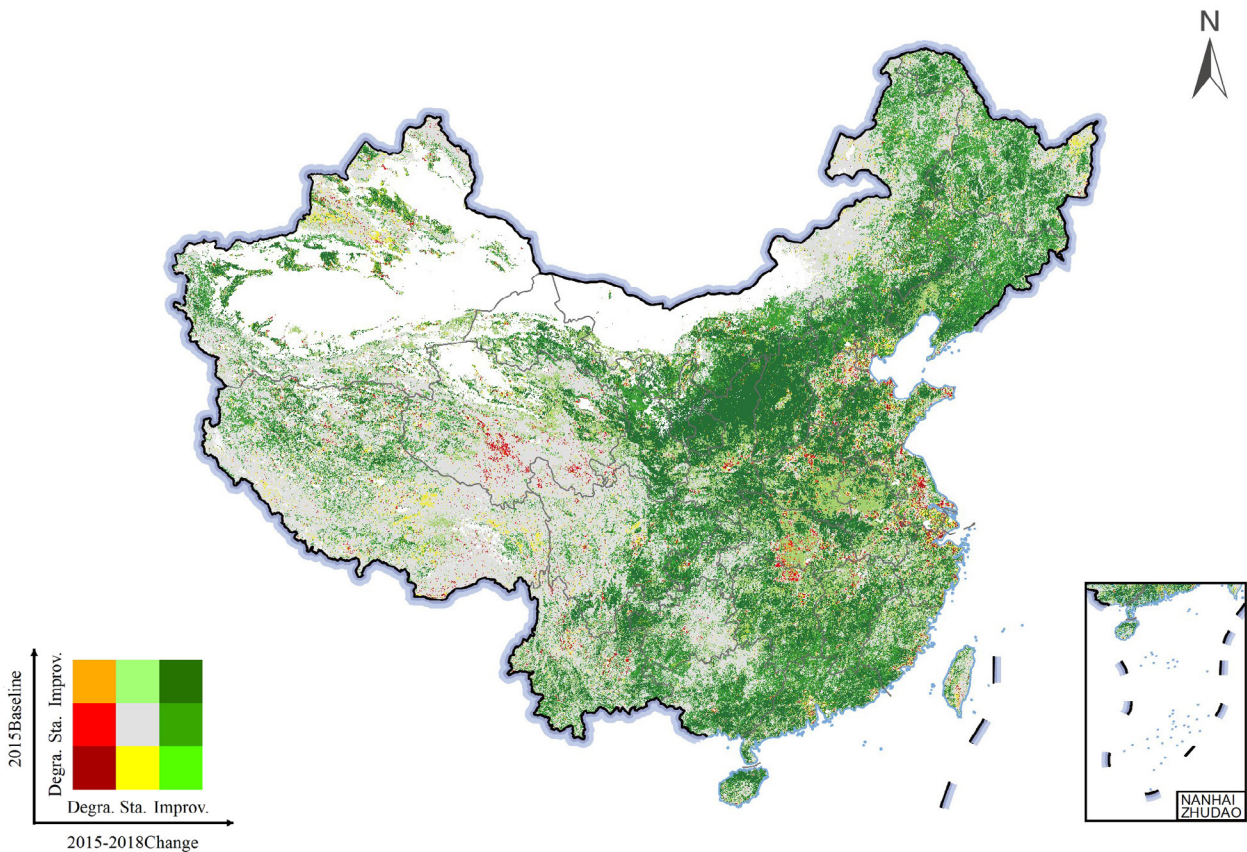 N
2015Baseline
Degra. Sta. Improv.
Degra. Sta. Improv.
2015-2018Change
NANHAI
ZHUDAO